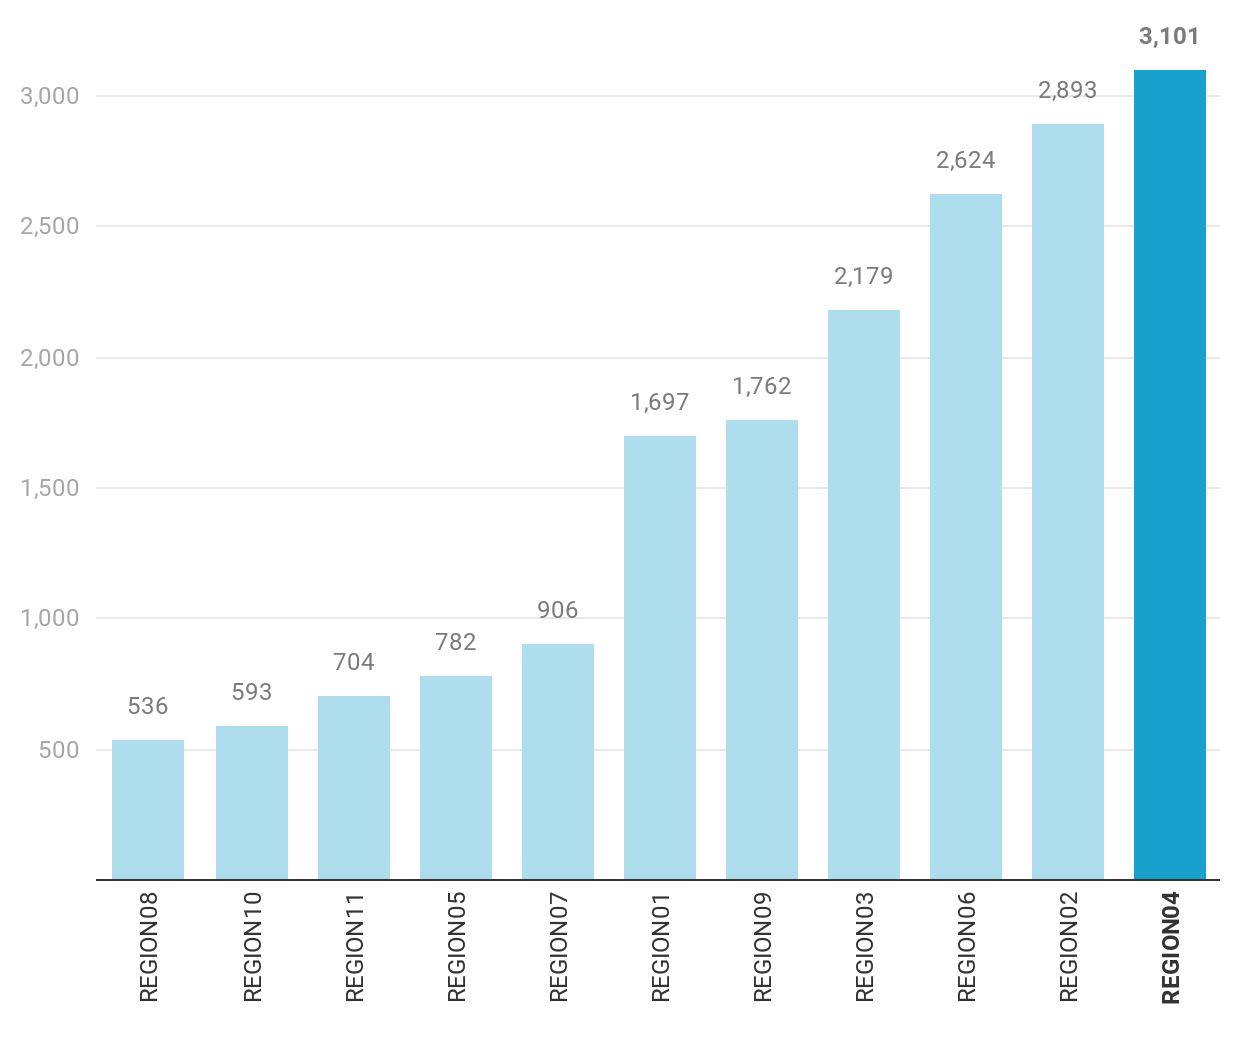 3,101
3,000
2,893
2,624
2,500
2,179
2,000
1,762
1,697
1,500
1,000
906
782
704
593
536
500
REGION08
REGION10
REGION11
REGION05
REGION07
REGION01
REGION09
REGION03
REGION06
REGION02
REGION04